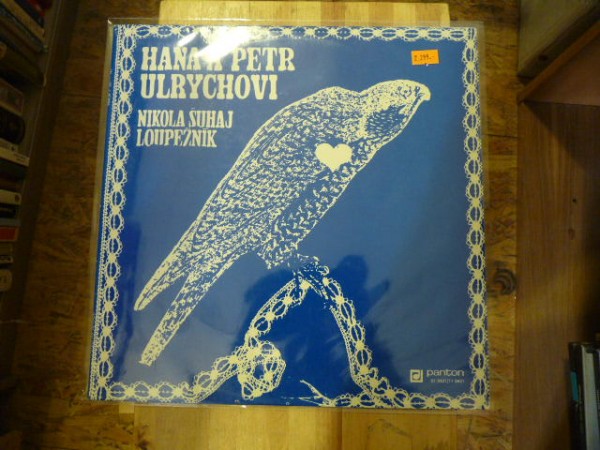 HANA A PETR
ULRYCHOVI
NIKOLA ŠUHAJ
LOUPEŽNÍK
panton